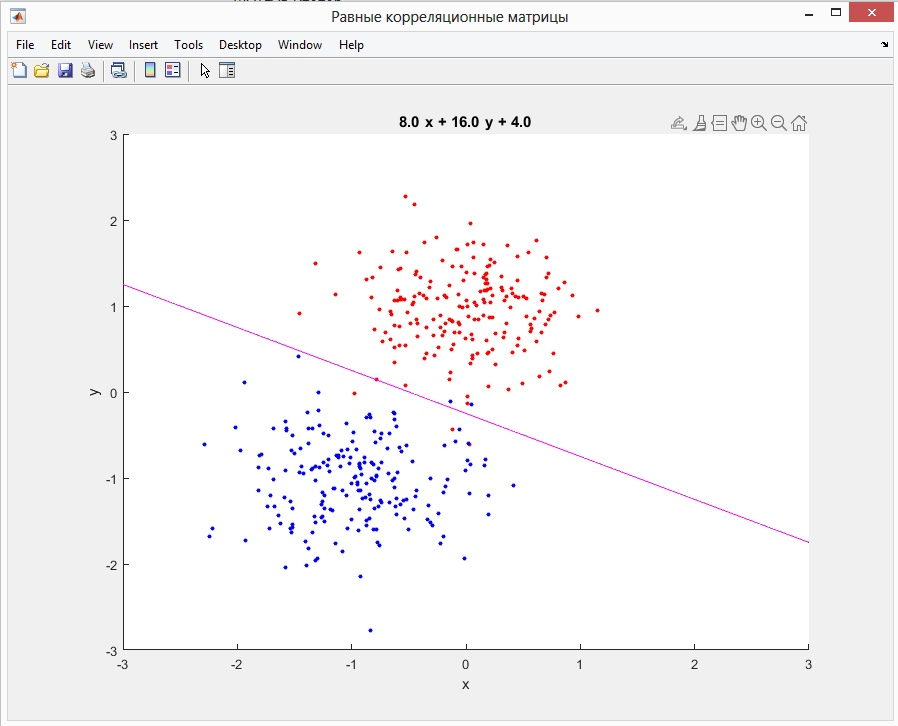 Равные корреляционные матрицы
File Edit View Insert Tools Desktop Window Help
8.0 x + 16.0 y + 4.0
3
2
1
0
-1
-2
-3
y
-3 -2 -1 0 1 2 3
x